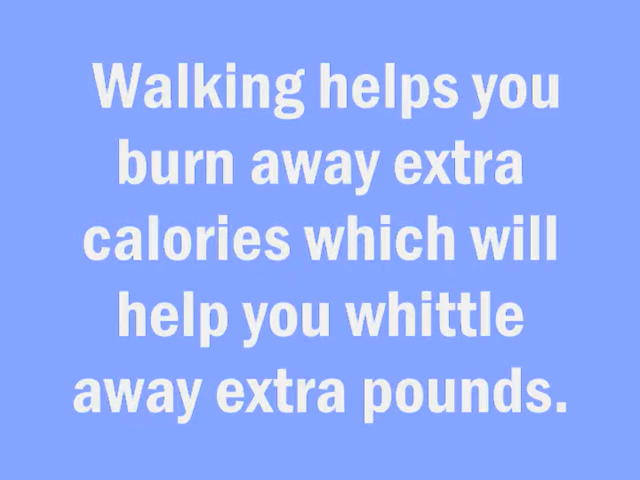 Walking helps you
burn away extra
calories which will
help you whittle
away extra pounds.